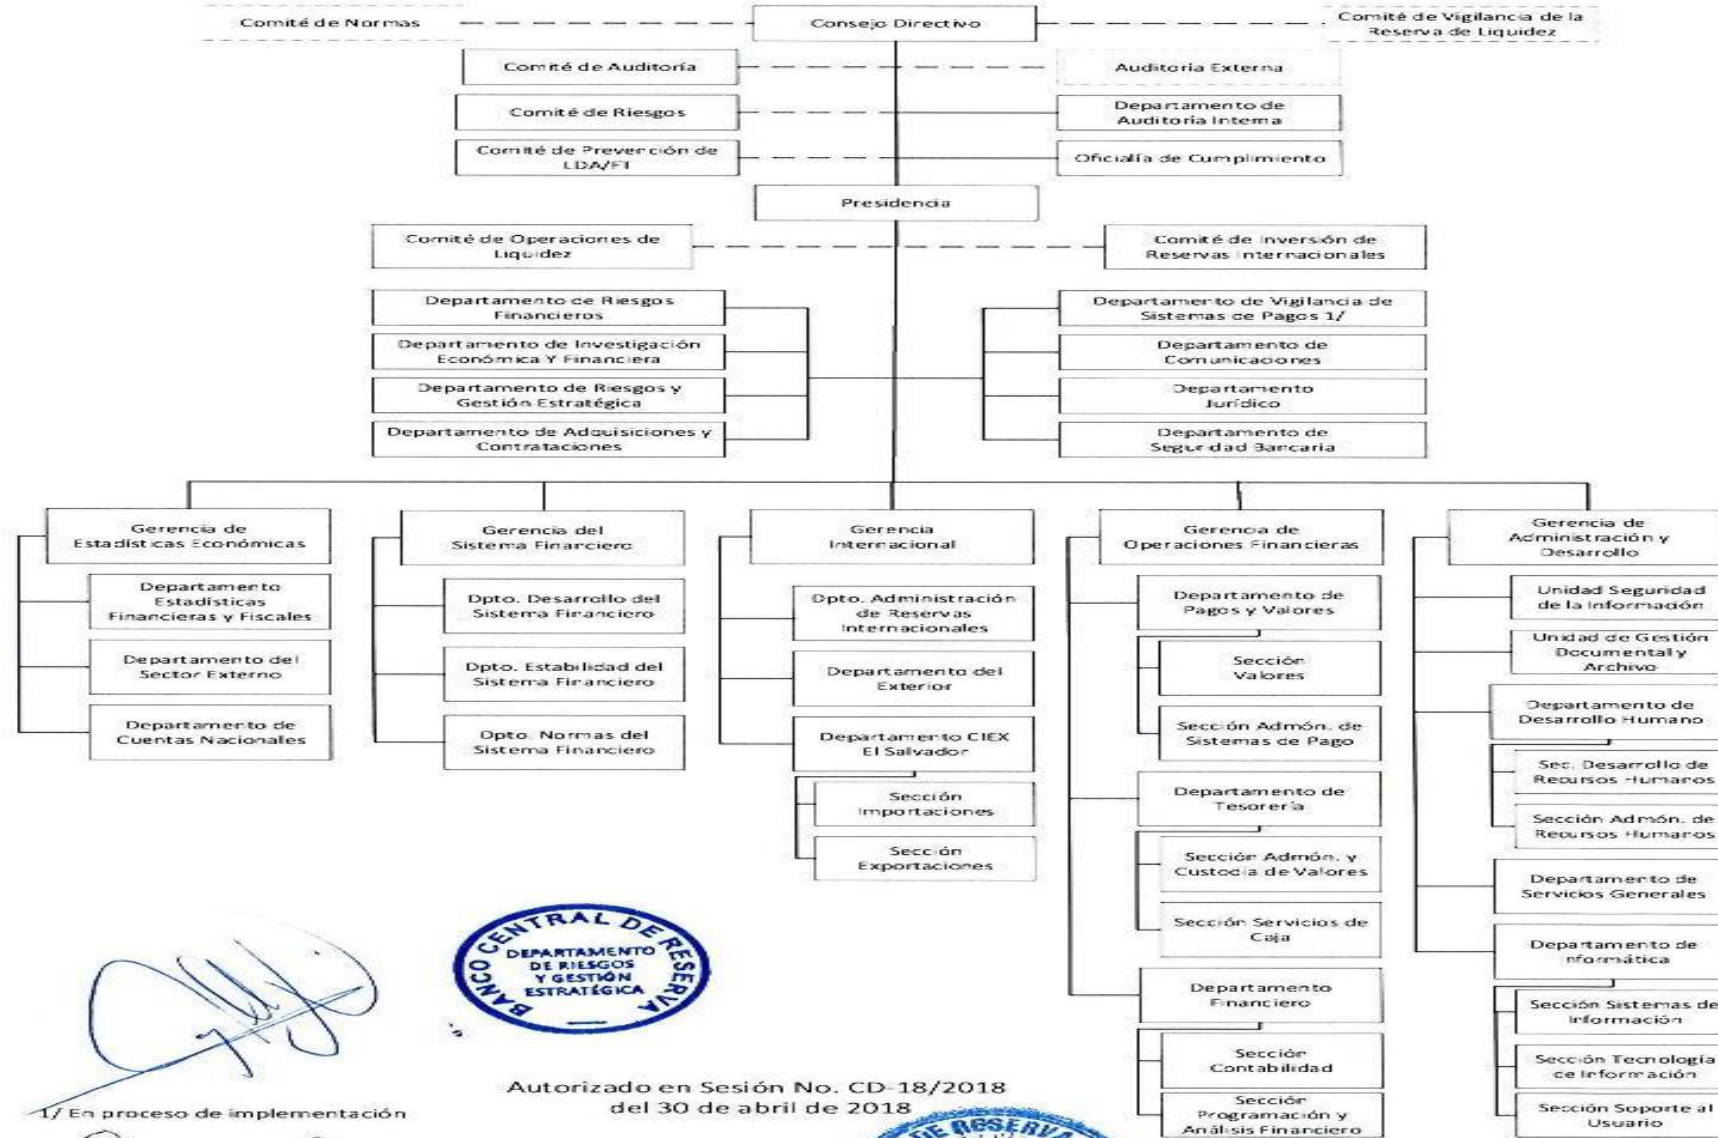 Comité de Normas
Consejo Directivo
Comité de Vigilancia de la
Reserva de Liquidez
Comité de Auditoría
Auditoría Externa
Comité de Riesgos
Departamento de
Auditoría Interna
Comité de Prevención de
LDA/FT
Oficialía de Cumplimiento
Presidencia
Comité de Operaciones de
Liquidez
Comité de Inversión de
Reservas Internacionales
Departamento de Riesgos
Financieros
Departamento de Vigilancia de
Sistemas de Pagos 1/
Departamento de Investigación
Económica Y Financiera
Departamento de
Comunicaciones
Departamento de Riesgos y
Gestión Estratégica
Departamento
Jurídico
Departamento de Adquisiciones y
Contrataciones
Departamento de
Seguridad Bancaria
Gerencia de
Estadísticas Económicas
Departamento
Estadísticas
Financieras y Fiscales
Departamento del
Sector Externo
Departamento de
Cuentas Nacionales
Gerencia del
Sistema Financiero
Dpto. Desarrollo del
Sistema Financiero
Dpto. Estabilidad del
Sistema Financiero
Dpto. Normas del
Sistema Financiero
Gerencia
Internacional
Dpto. Administración
de Reservas
Internacionales
Departamento del
Exterior
Departamento CIEX
El Salvador
Sección
Importaciones
Sección
Exportaciones
Gerencia de
Operaciones Financieras
Departamento de
Pagos y Valores
Sección
Valores
Sección Admón. de
Sistemas de Pago
Departamento de
Tesorería
Sección Admón. y
Custodia de Valores
Sección Servicios de
Caja
Departamento
Financiero
Sección
Contabilidad
Sección
Programación y
Análisis Financiero
Gerencia de
Administración y
Desarrollo
Unidad Seguridad
de la Información
Unidad de Gestión
Documental y
Archivo
Departamento de
Desarrollo Humano
Sec. Desarrollo de
Recursos Humanos
Sección Admón. de
Recursos Humanos
Departamento de
Servicios Generales
Departamento de
Informática
Sección Sistemas de
Información
Sección Tecnología
de Información
Sección Soporte al
Usuario
BANCO CENTRAL DE RESERVA
DEPARTAMENTO
DE RIESGOS
Y GESTIÓN
ESTRATÉGICA
Autorizado en Sesión No. CD-18/2018
del 30 de abril de 2018
1/ En proceso de implementación
DE RESERVA